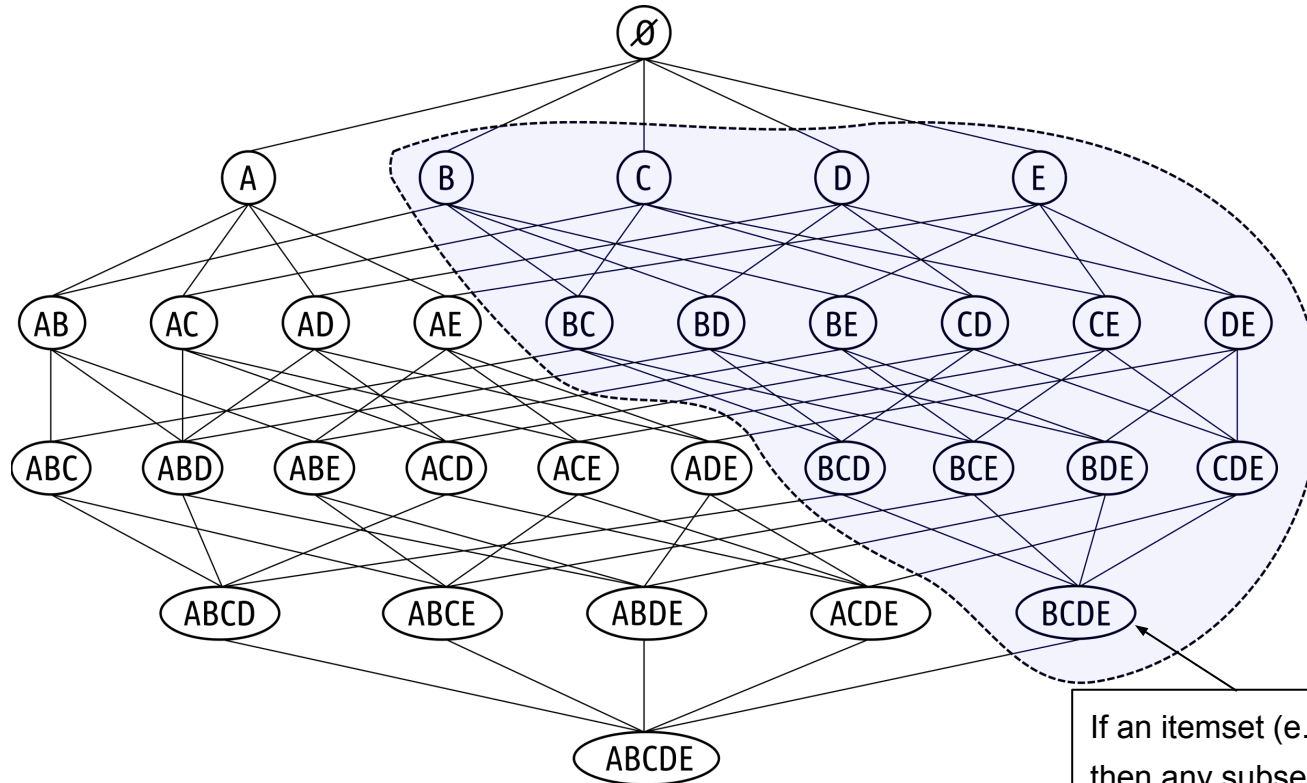 Ø
A B C D E
AB AC AD AE BC BD BE CD CE DE
ABC ABD ABE ACD ACE ADE BCD BCE BDE CDE
ABCD ABCE ABDE ACDE BCDE
If an itemset (e.
then any subse
ABCDE